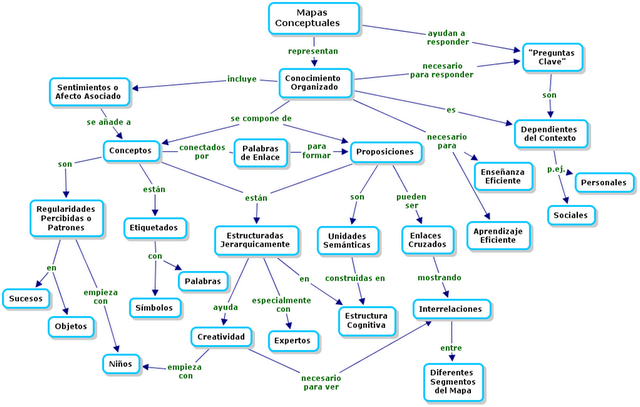 Mapas
Conceptuales
ayudan a
responder
representan
"Preguntas
Clave"
necesario
para responder
Conocimiento
Organizado
incluye
Sentimientos o
Afecto Asociado
son
se añade a
se compone de
es
necesario
para
Dependientes
del Contexto
Conceptos
conectados
por
Palabras
de Enlace
para
formar
Proposiciones
Enseñanza
Eficiente
p.ej.
Personales
Sociales
son
están
están
son
pueden
ser
Regularidades
Percibidas o
Patrones
Etiquetados
Estructuradas
Jerarquicamente
Unidades
Semánticas
Enlaces
Cruzados
Aprendizaje
Eficiente
en
con
Palabras
en
construidas en
mostrando
Sucesos
Objetos
empieza
con
Símbolos
ayuda
especialmente
con
Estructura
Cognitiva
Interrelaciones
Creatividad
Expertos
Niños
empieza
con
necesario
para ver
entre
Diferentes
Segmentos
del Mapa